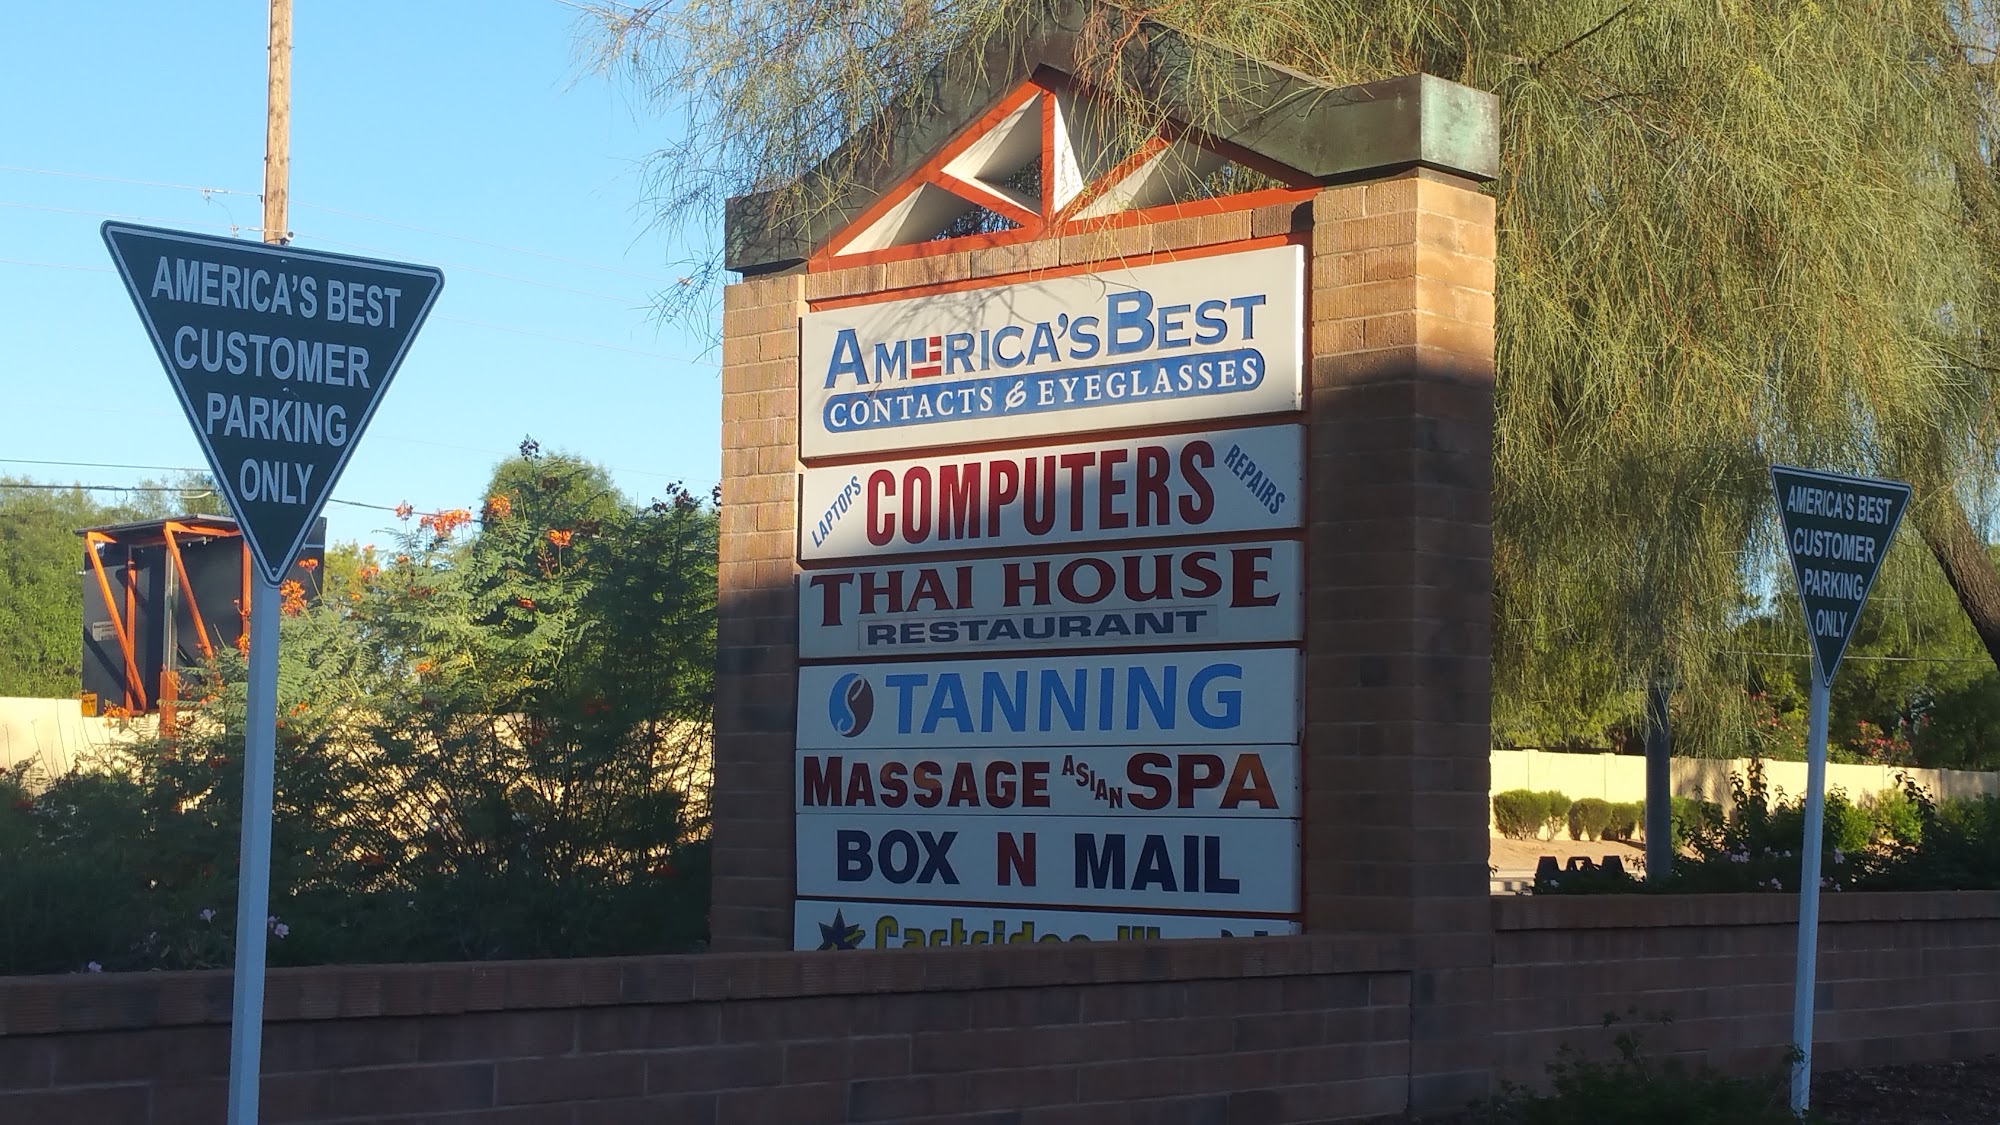 AMERICA'S BEST
CUSTOMER
PARKING
ONLY
AMERICA'S BEST
CONTACTS & EYEGLASSES
LAPTOPS COMPUTERS REPAIRS
THAI HOUSE
RESTAURANT
TANNING
MASSAGE ASIAN SPA
BOX N MAIL
AMERICA'S BEST
CUSTOMER
PARKING
ONLY